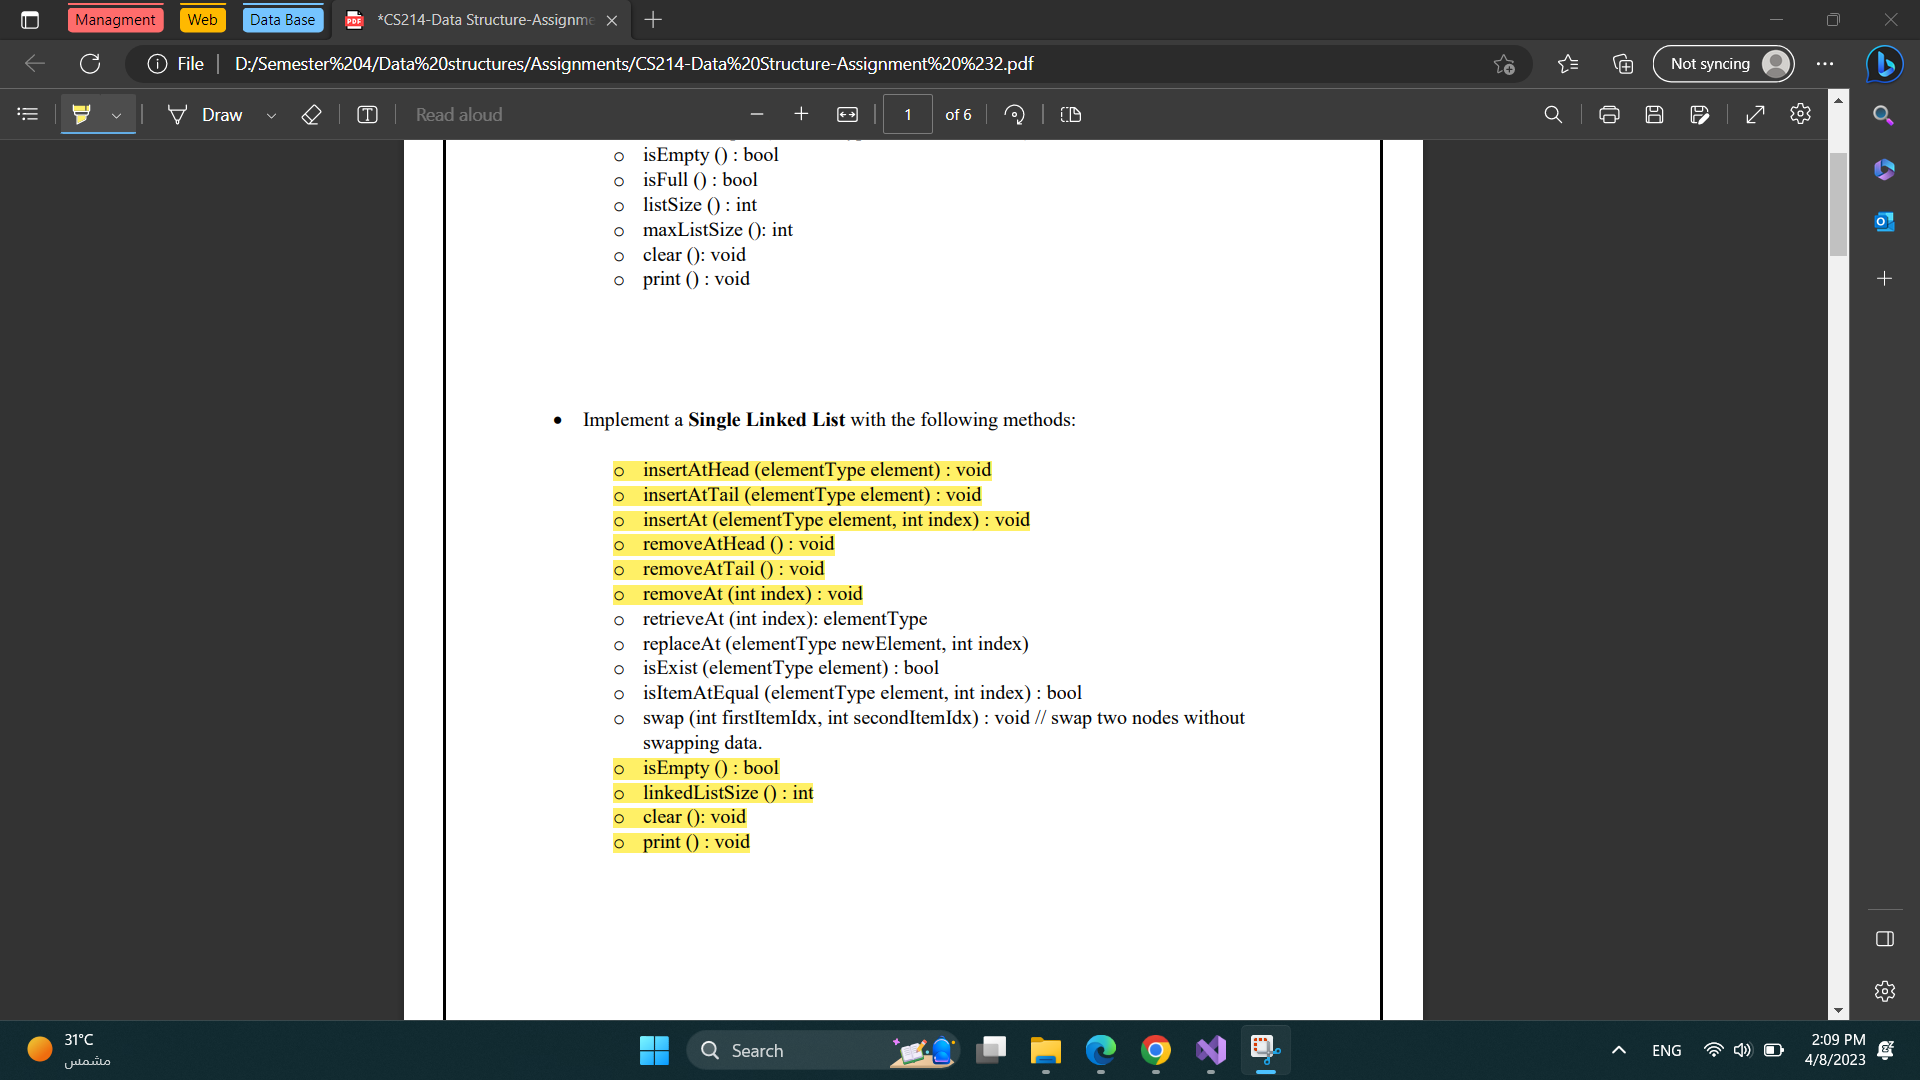 Managment
Web
Data Base
*CS214-Data Structure-Assignme
File
D:/Semester%204/Data%20structures/Assignments/CS214-Data%20Structure-Assignment%20%232.pdf
Not syncing
Draw
Read aloud
1
of 6
o isEmpty () : bool
o isFull () : bool
o listSize () : int
o maxListSize (): int
o clear (): void
o print () : void
• Implement a Single Linked List with the following methods:
o insertAtHead (elementType element) : void
o insertAtTail (elementType element) : void
o insertAt (elementType element, int index) : void
o removeAtHead () : void
o removeAtTail () : void
o removeAt (int index) : void
o retrieveAt (int index): elementType
o replaceAt (elementType newElement, int index)
o isExist (elementType element) : bool
o isItemAtEqual (elementType element, int index) : bool
o swap (int firstItemIdx, int secondItemIdx) : void // swap two nodes without
swapping data.
o isEmpty () : bool
o linkedListSize () : int
o clear (): void
o print () : void
31°C
مشمس
Search
ENG
2:09 PM
4/8/2023